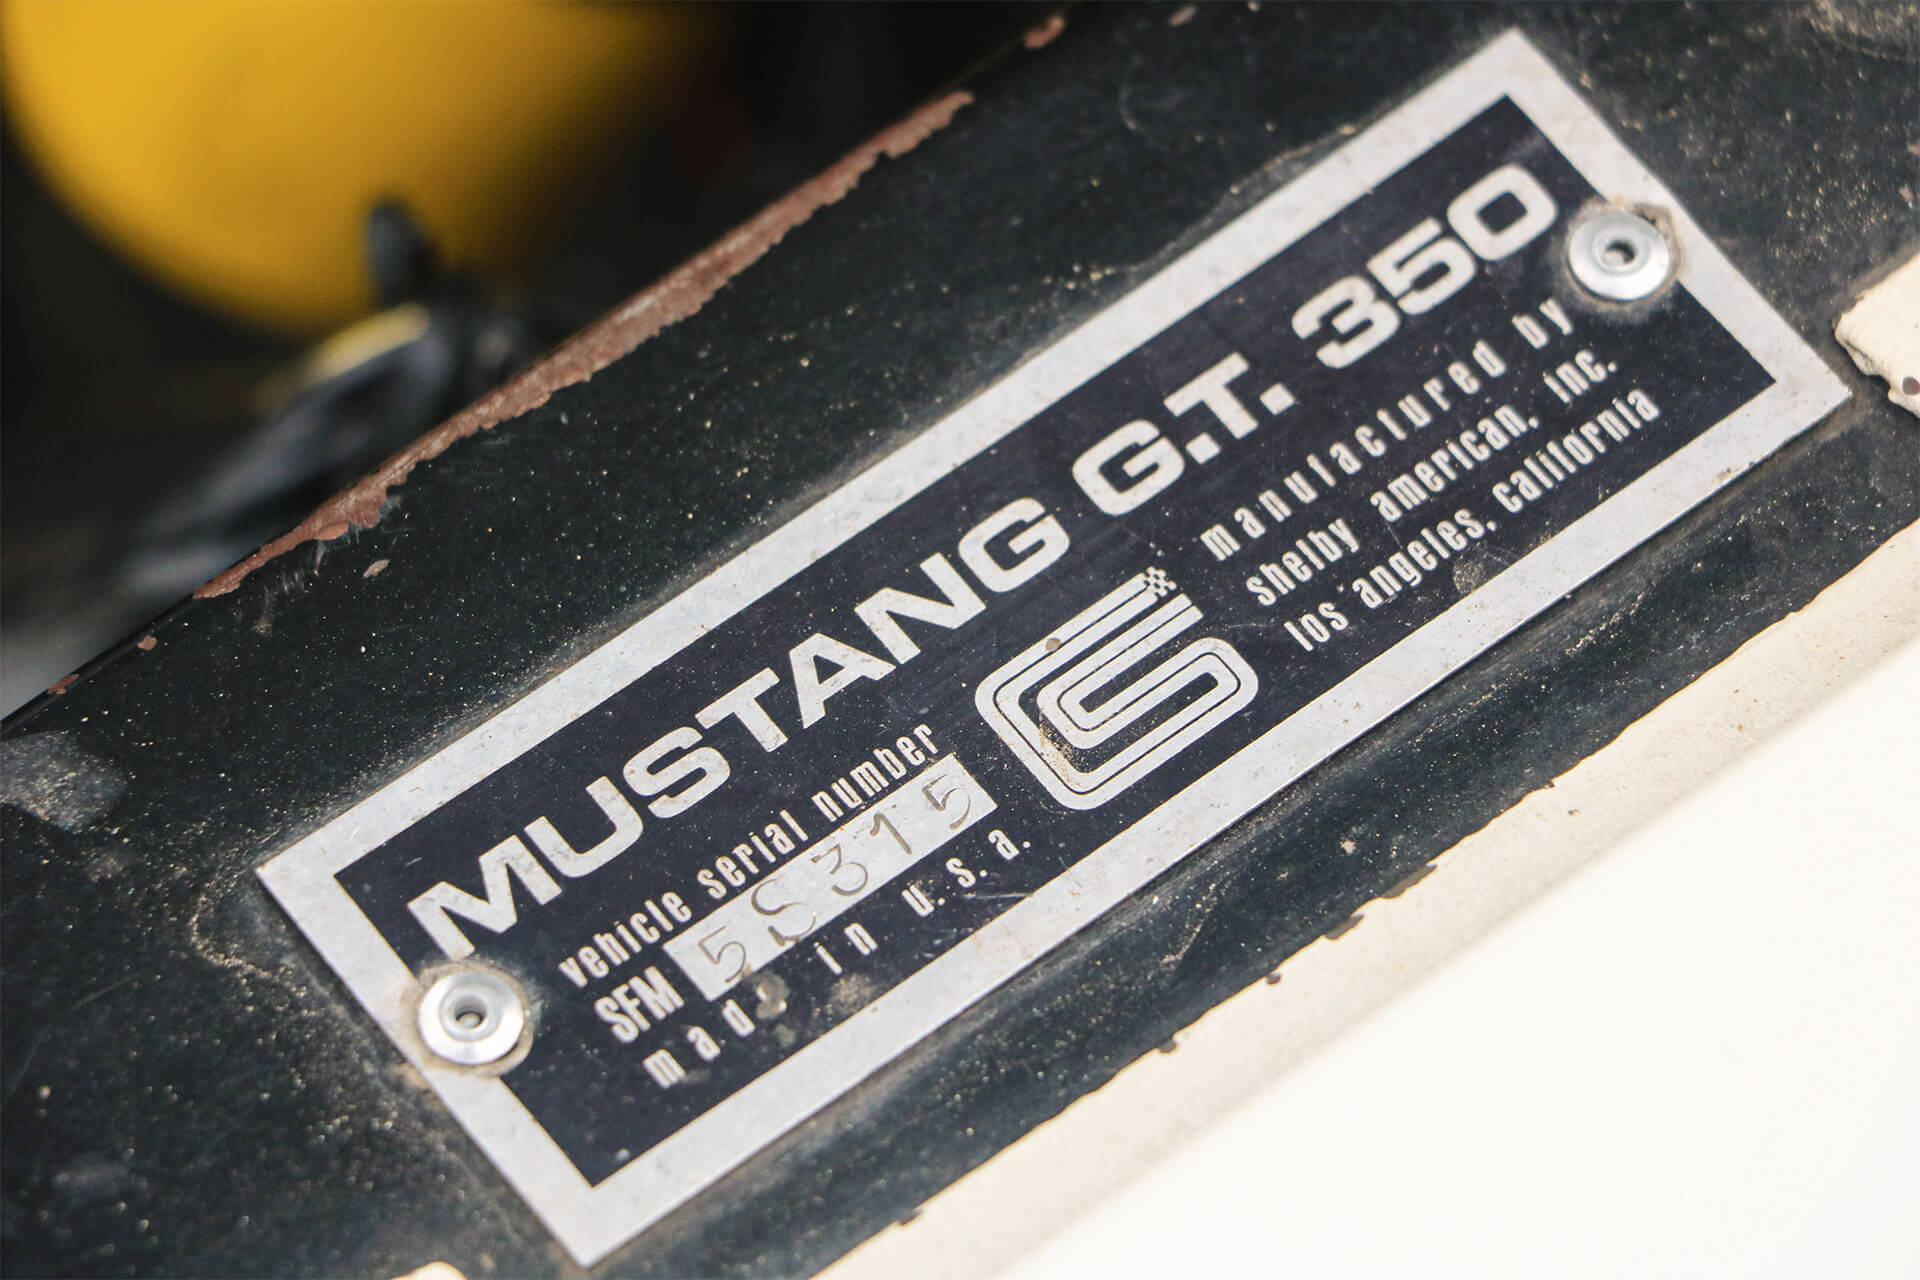 MUSTANG G.T. 350
vehicle serial number
SFM 5S315
made in u.s.a.
manufactured by
shelby american, inc.
los angeles, california